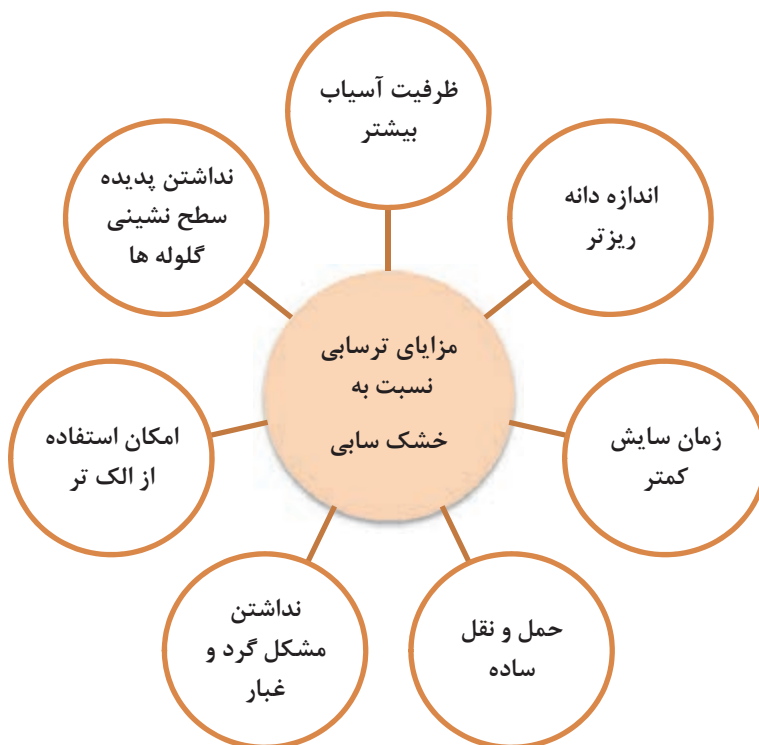 ظرفیت آسیاب
بیشتر
اندازه دانه
ریزتر
زمان سایش
کمتر
حمل و نقل
ساده
نداشتن
مشکل گرد و
غبار
امکان استفاده
از الک تر
نداشتن پدیده
سطح نشینی
گلوله ها
مزایای ترسابی
نسبت به
خشک سابی